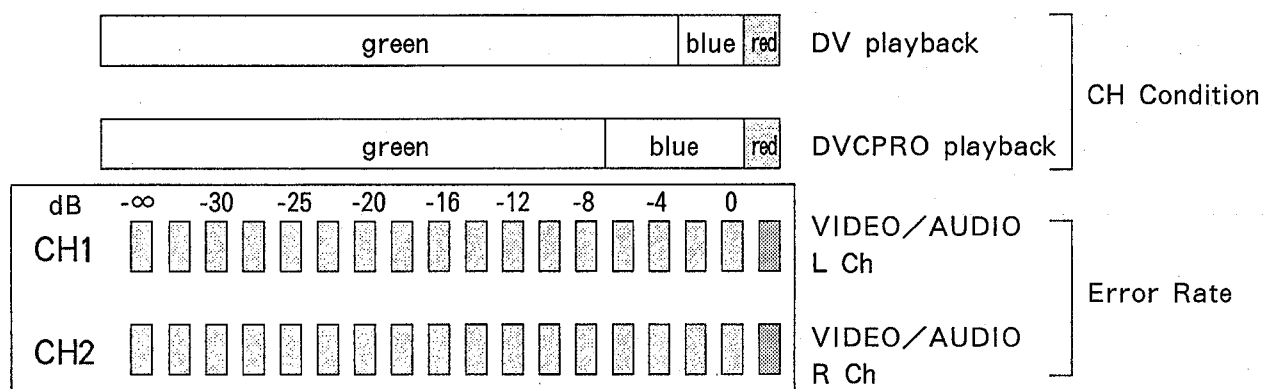 green blue red DV playback
CH Condition
green blue red DVCPRO playback
dB -∞ -30 -25 -20 -16 -12 -8 -4 0
CH1 VIDEO/AUDIO
L Ch
Error Rate
CH2 VIDEO/AUDIO
R Ch